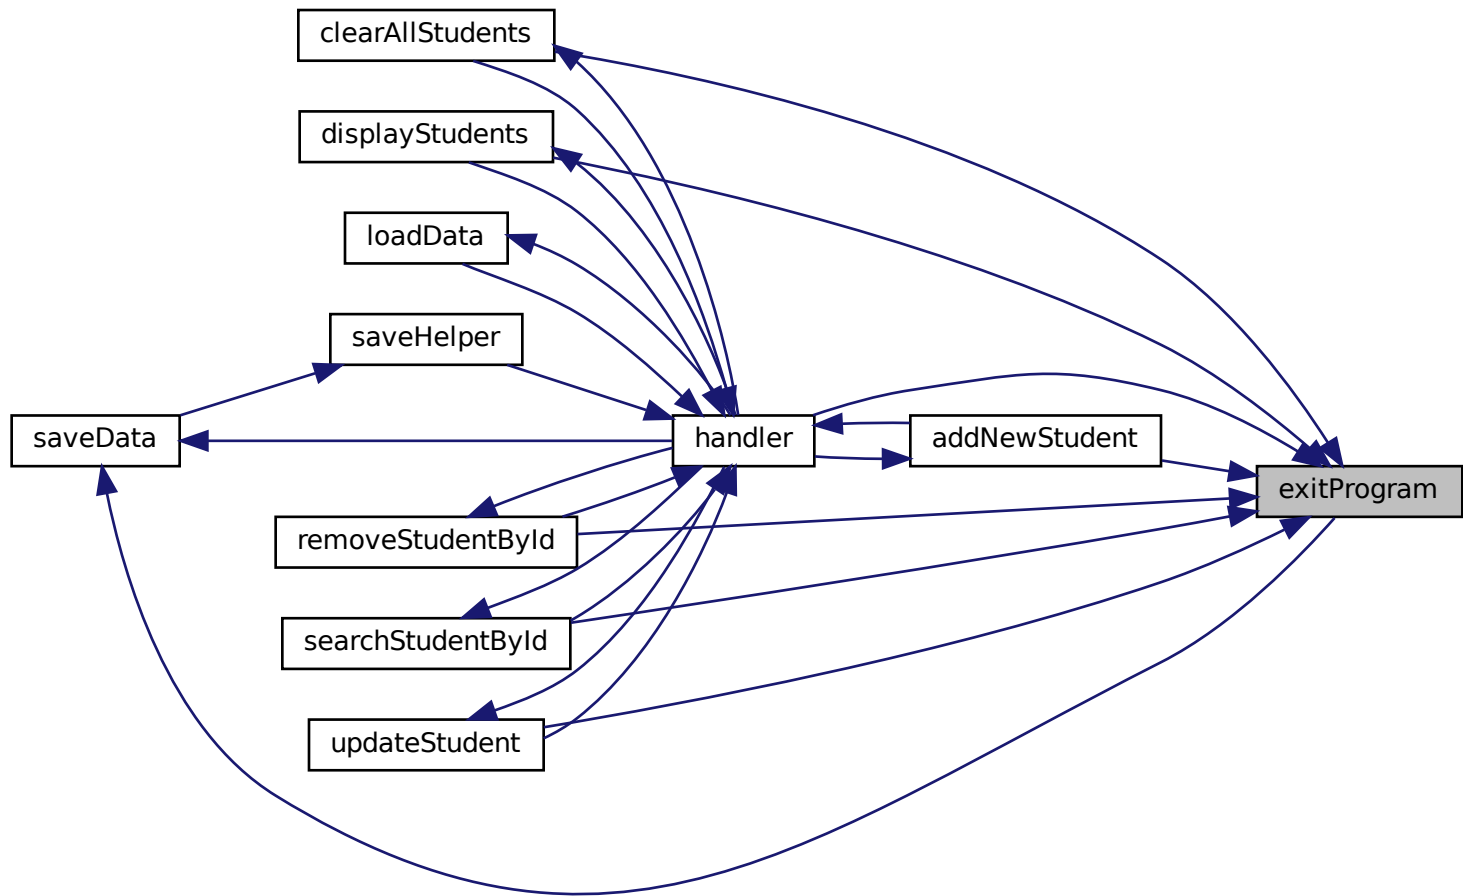 clearAllStudents
displayStudents
loadData
saveHelper
saveData
handler
addNewStudent
exitProgram
removeStudentById
searchStudentById
updateStudent